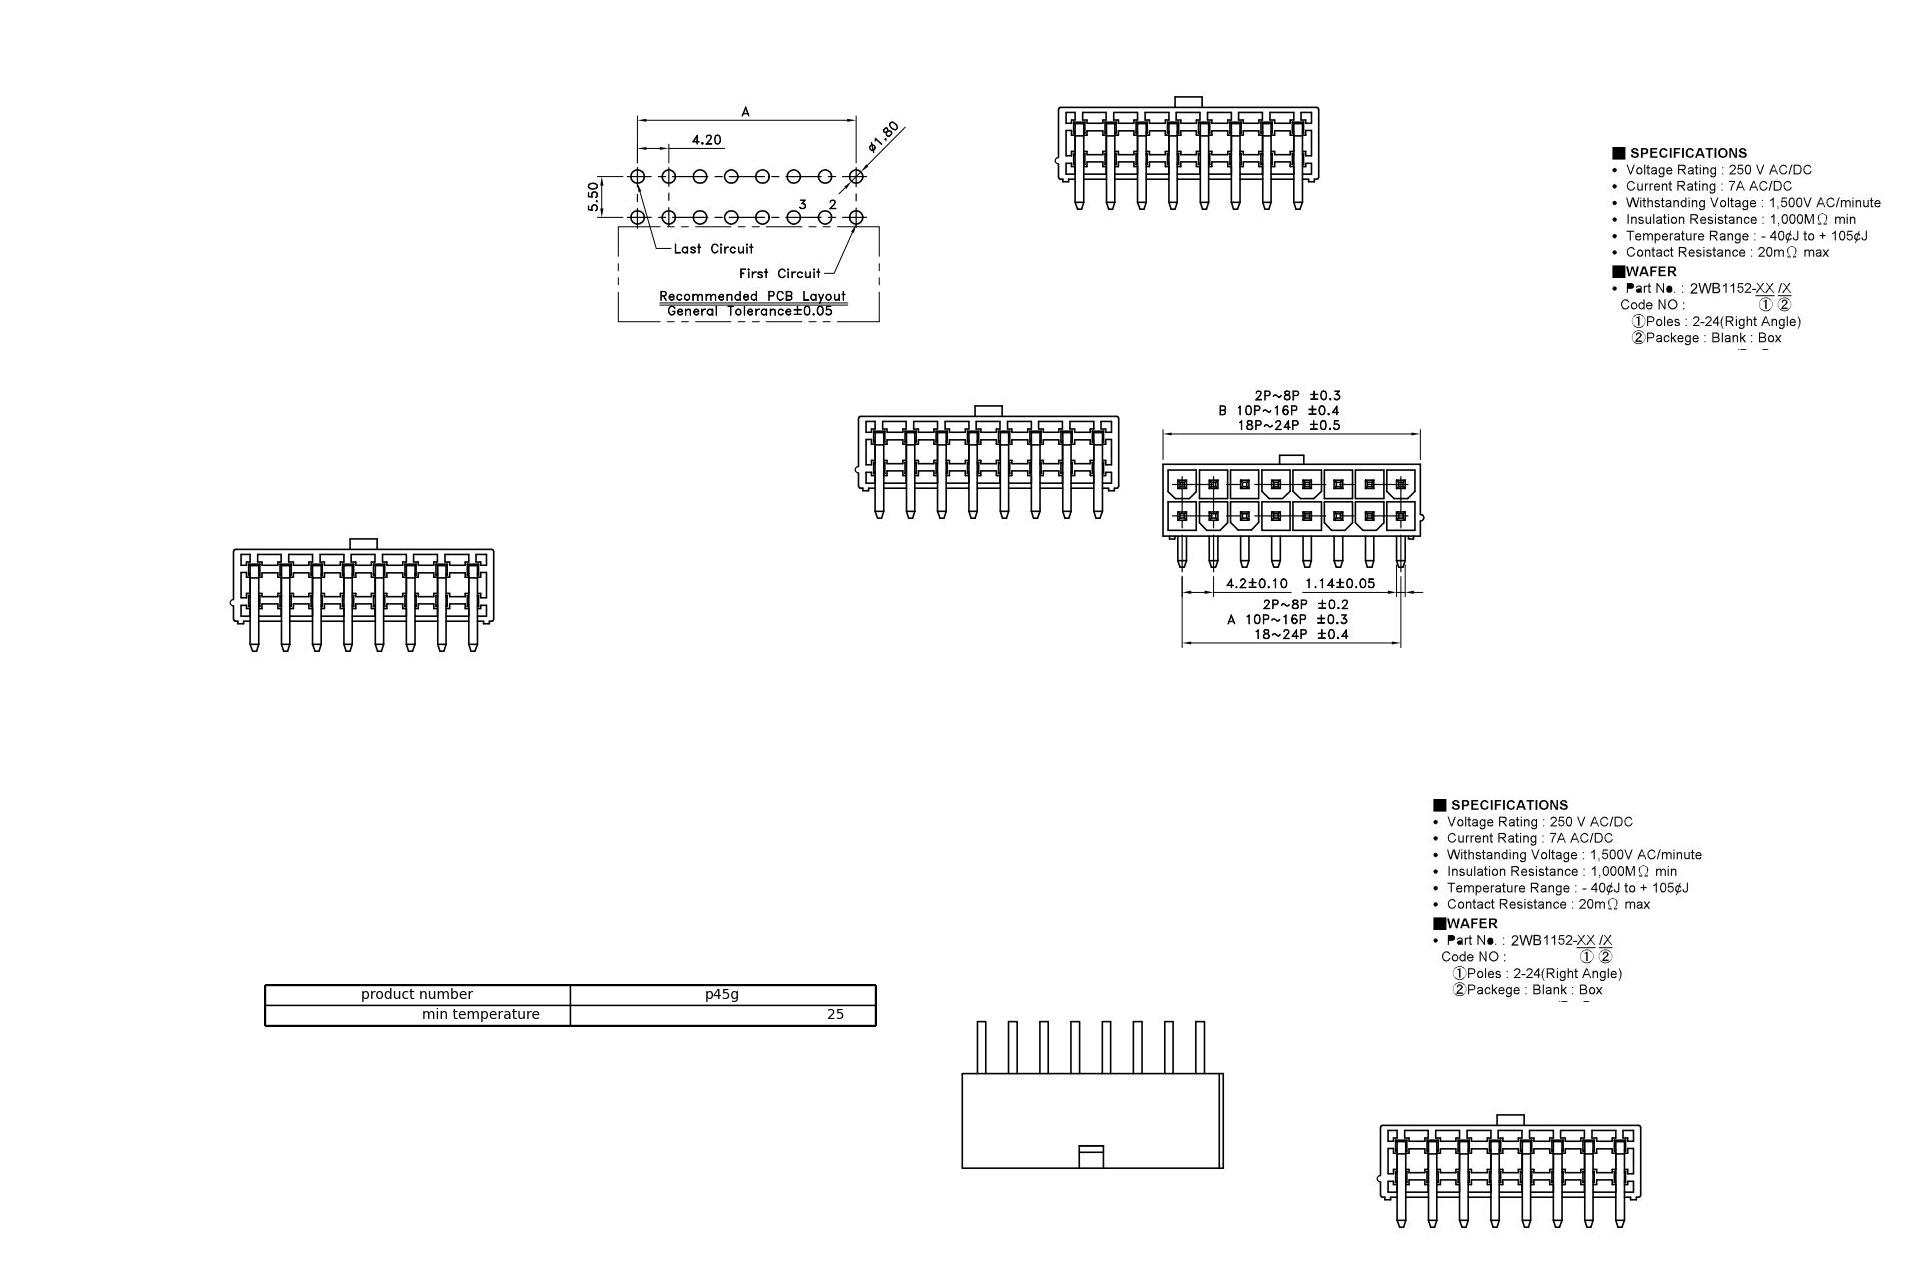 A
4.20
ø1.80
5.50
3 2
Last Circuit
First Circuit
Recommended PCB Layout
General Tolerance±0.05
■ SPECIFICATIONS
• Voltage Rating : 250 V AC/DC
• Current Rating : 7A AC/DC
• Withstanding Voltage : 1,500V AC/minute
• Insulation Resistance : 1,000MΩ min
• Temperature Range : - 40¢J to + 105¢J
• Contact Resistance : 20mΩ max
■WAFER
• Part No. : 2WB1152-XX /X
Code NO : ① ②
①Poles : 2-24(Right Angle)
②Packege : Blank : Box
2P~8P ±0.3
B 10P~16P ±0.4
18P~24P ±0.5
4.2±0.10 1.14±0.05
2P~8P ±0.2
A 10P~16P ±0.3
18~24P ±0.4
■ SPECIFICATIONS
• Voltage Rating : 250 V AC/DC
• Current Rating : 7A AC/DC
• Withstanding Voltage : 1,500V AC/minute
• Insulation Resistance : 1,000MΩ min
• Temperature Range : - 40¢J to + 105¢J
• Contact Resistance : 20mΩ max
■WAFER
• Part No. : 2WB1152-XX /X
Code NO : ① ②
①Poles : 2-24(Right Angle)
②Packege : Blank : Box
product number p45g
min temperature 25